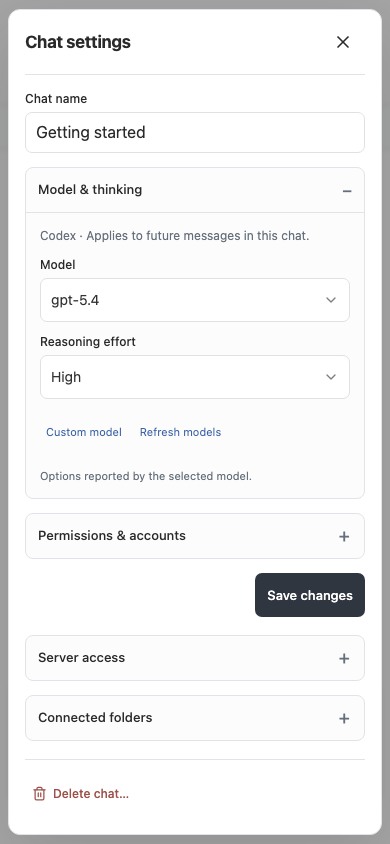 Chat settings
Chat name
Getting started
Model & thinking
Codex · Applies to future messages in this chat.
Model
gpt-5.4
Reasoning effort
High
Custom model Refresh models
Options reported by the selected model.
Permissions & accounts
Save changes
Server access
Connected folders
Delete chat...